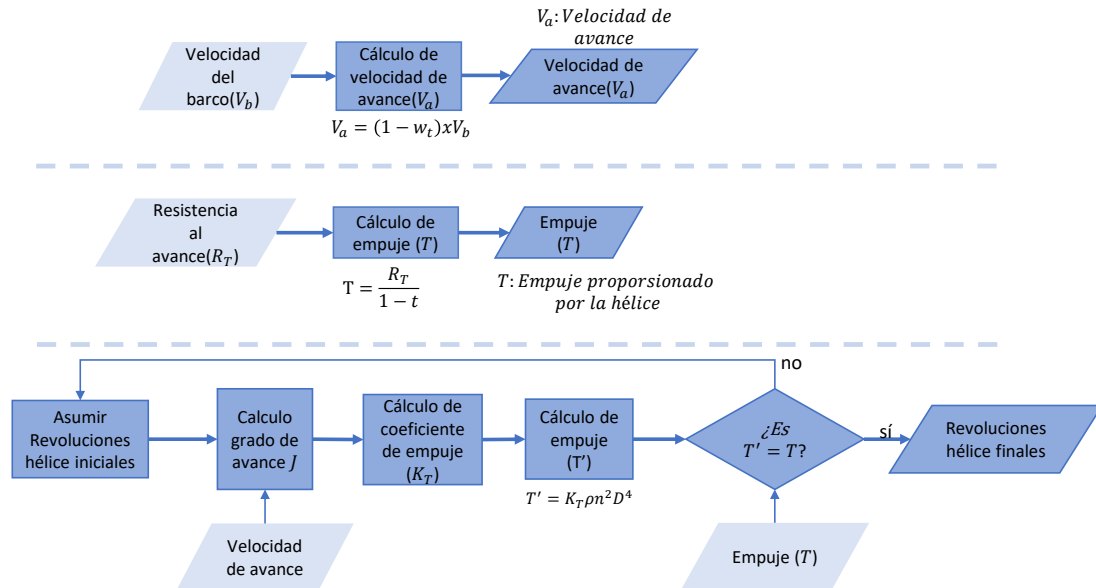 V_a: Velocidad de
avance
Velocidad
del
barco(V_b)
Cálculo de
velocidad de
avance(V_a)
Velocidad de
avance(V_a)
V_a = (1 − w_t)xV_b
Resistencia
al
avance(R_T)
Cálculo de
empuje (T)
Empuje
(T)
T = R_T / (1 − t)
T: Empuje proporsionado
por la hélice
no
Asumir
Revoluciones
hélice iniciales
Calculo
grado de
avance J
Cálculo de
coeficiente
de empuje
(K_T)
Cálculo de
empuje
(T')
¿Es
T' = T?
sí
Revoluciones
hélice finales
T' = K_Tρn²D⁴
Velocidad
de avance
Empuje (T)